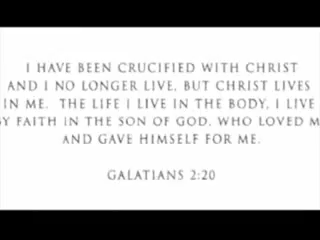 I HAVE BEEN CRUCIFIED WITH CHRIST
AND I NO LONGER LIVE, BUT CHRIST LIVES
IN ME. THE LIFE I LIVE IN THE BODY, I LIVE
BY FAITH IN THE SON OF GOD, WHO LOVED M
AND GAVE HIMSELF FOR ME.
GALATIANS 2:20